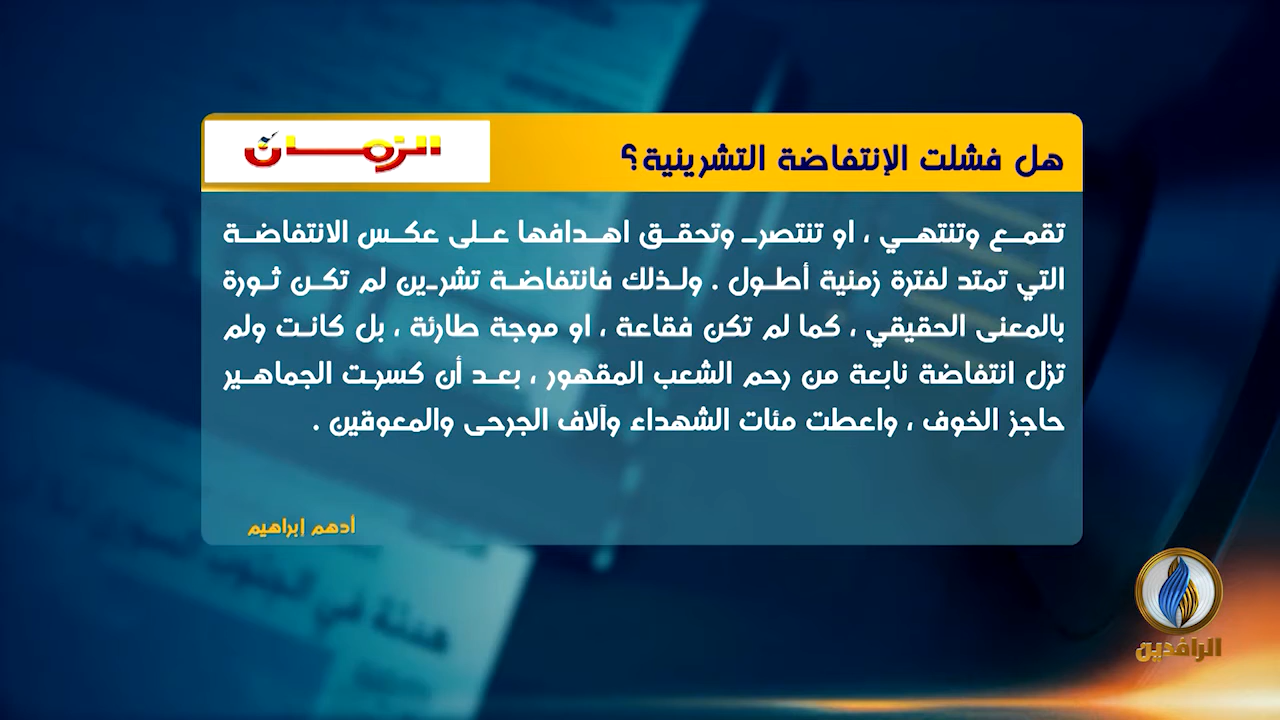 الزمان
هل فشلت الإنتفاضة التشرينية؟
تقمع وتنتهي ، او تنتصر وتحقق اهدافها على عكس الانتفاضة
التي تمتد لفترة زمنية أطول . ولذلك فانتفاضة تشرين لم تكن ثورة
بالمعنى الحقيقي ، كما لم تكن فقاعة ، او موجة طارئة ، بل كانت ولم
تزل انتفاضة نابعة من رحم الشعب المقهور ، بعد أن كسرت الجماهير
حاجز الخوف ، واعطت مئات الشهداء وآلاف الجرحى والمعوقين .
أدهم إبراهيم
هدنة في الجنوب
الرافدين